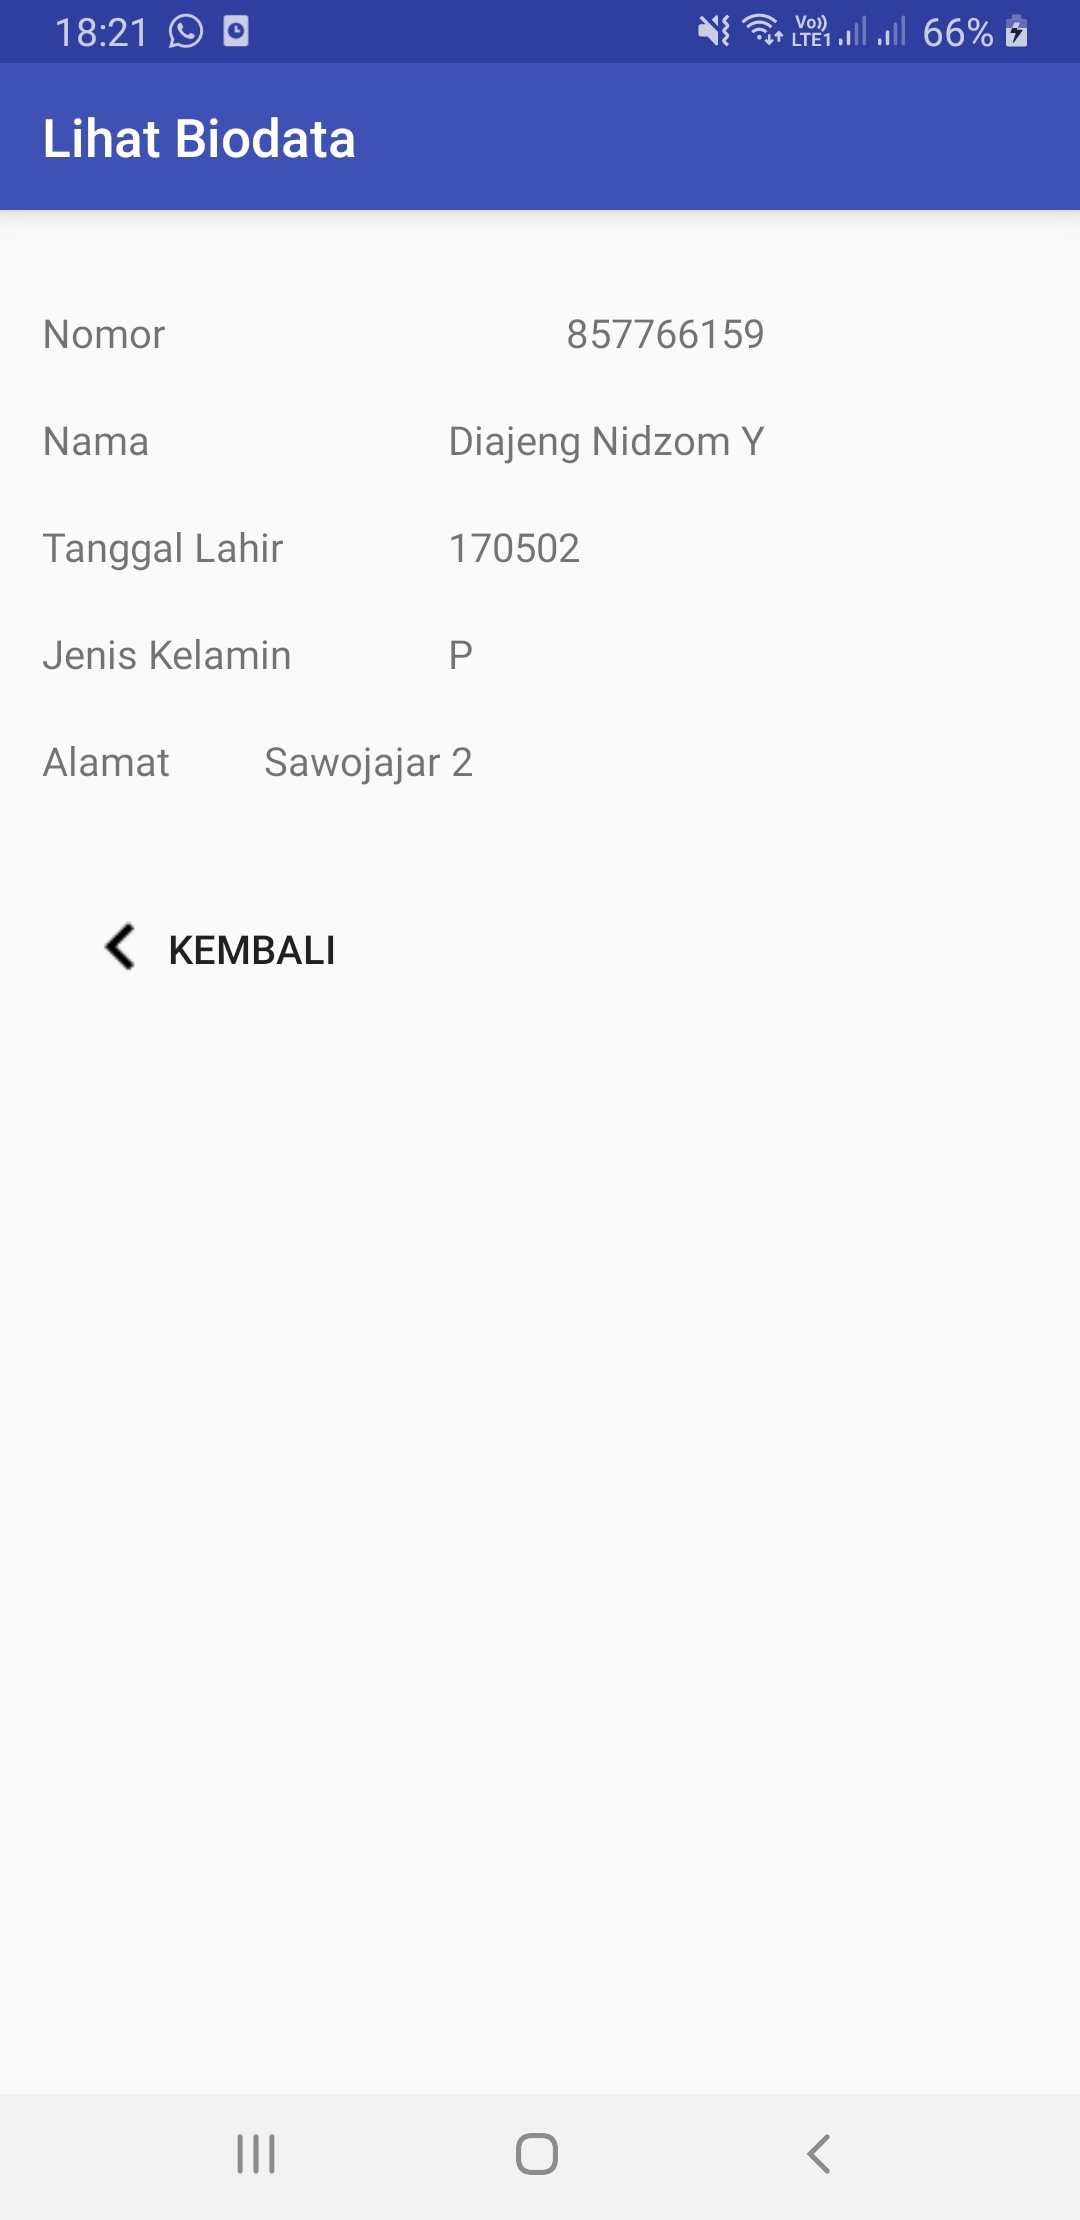 18:21 Vo)) LTE1 66%
Lihat Biodata
Nomor 857766159
Nama Diajeng Nidzom Y
Tanggal Lahir 170502
Jenis Kelamin P
Alamat Sawojajar 2
KEMBALI